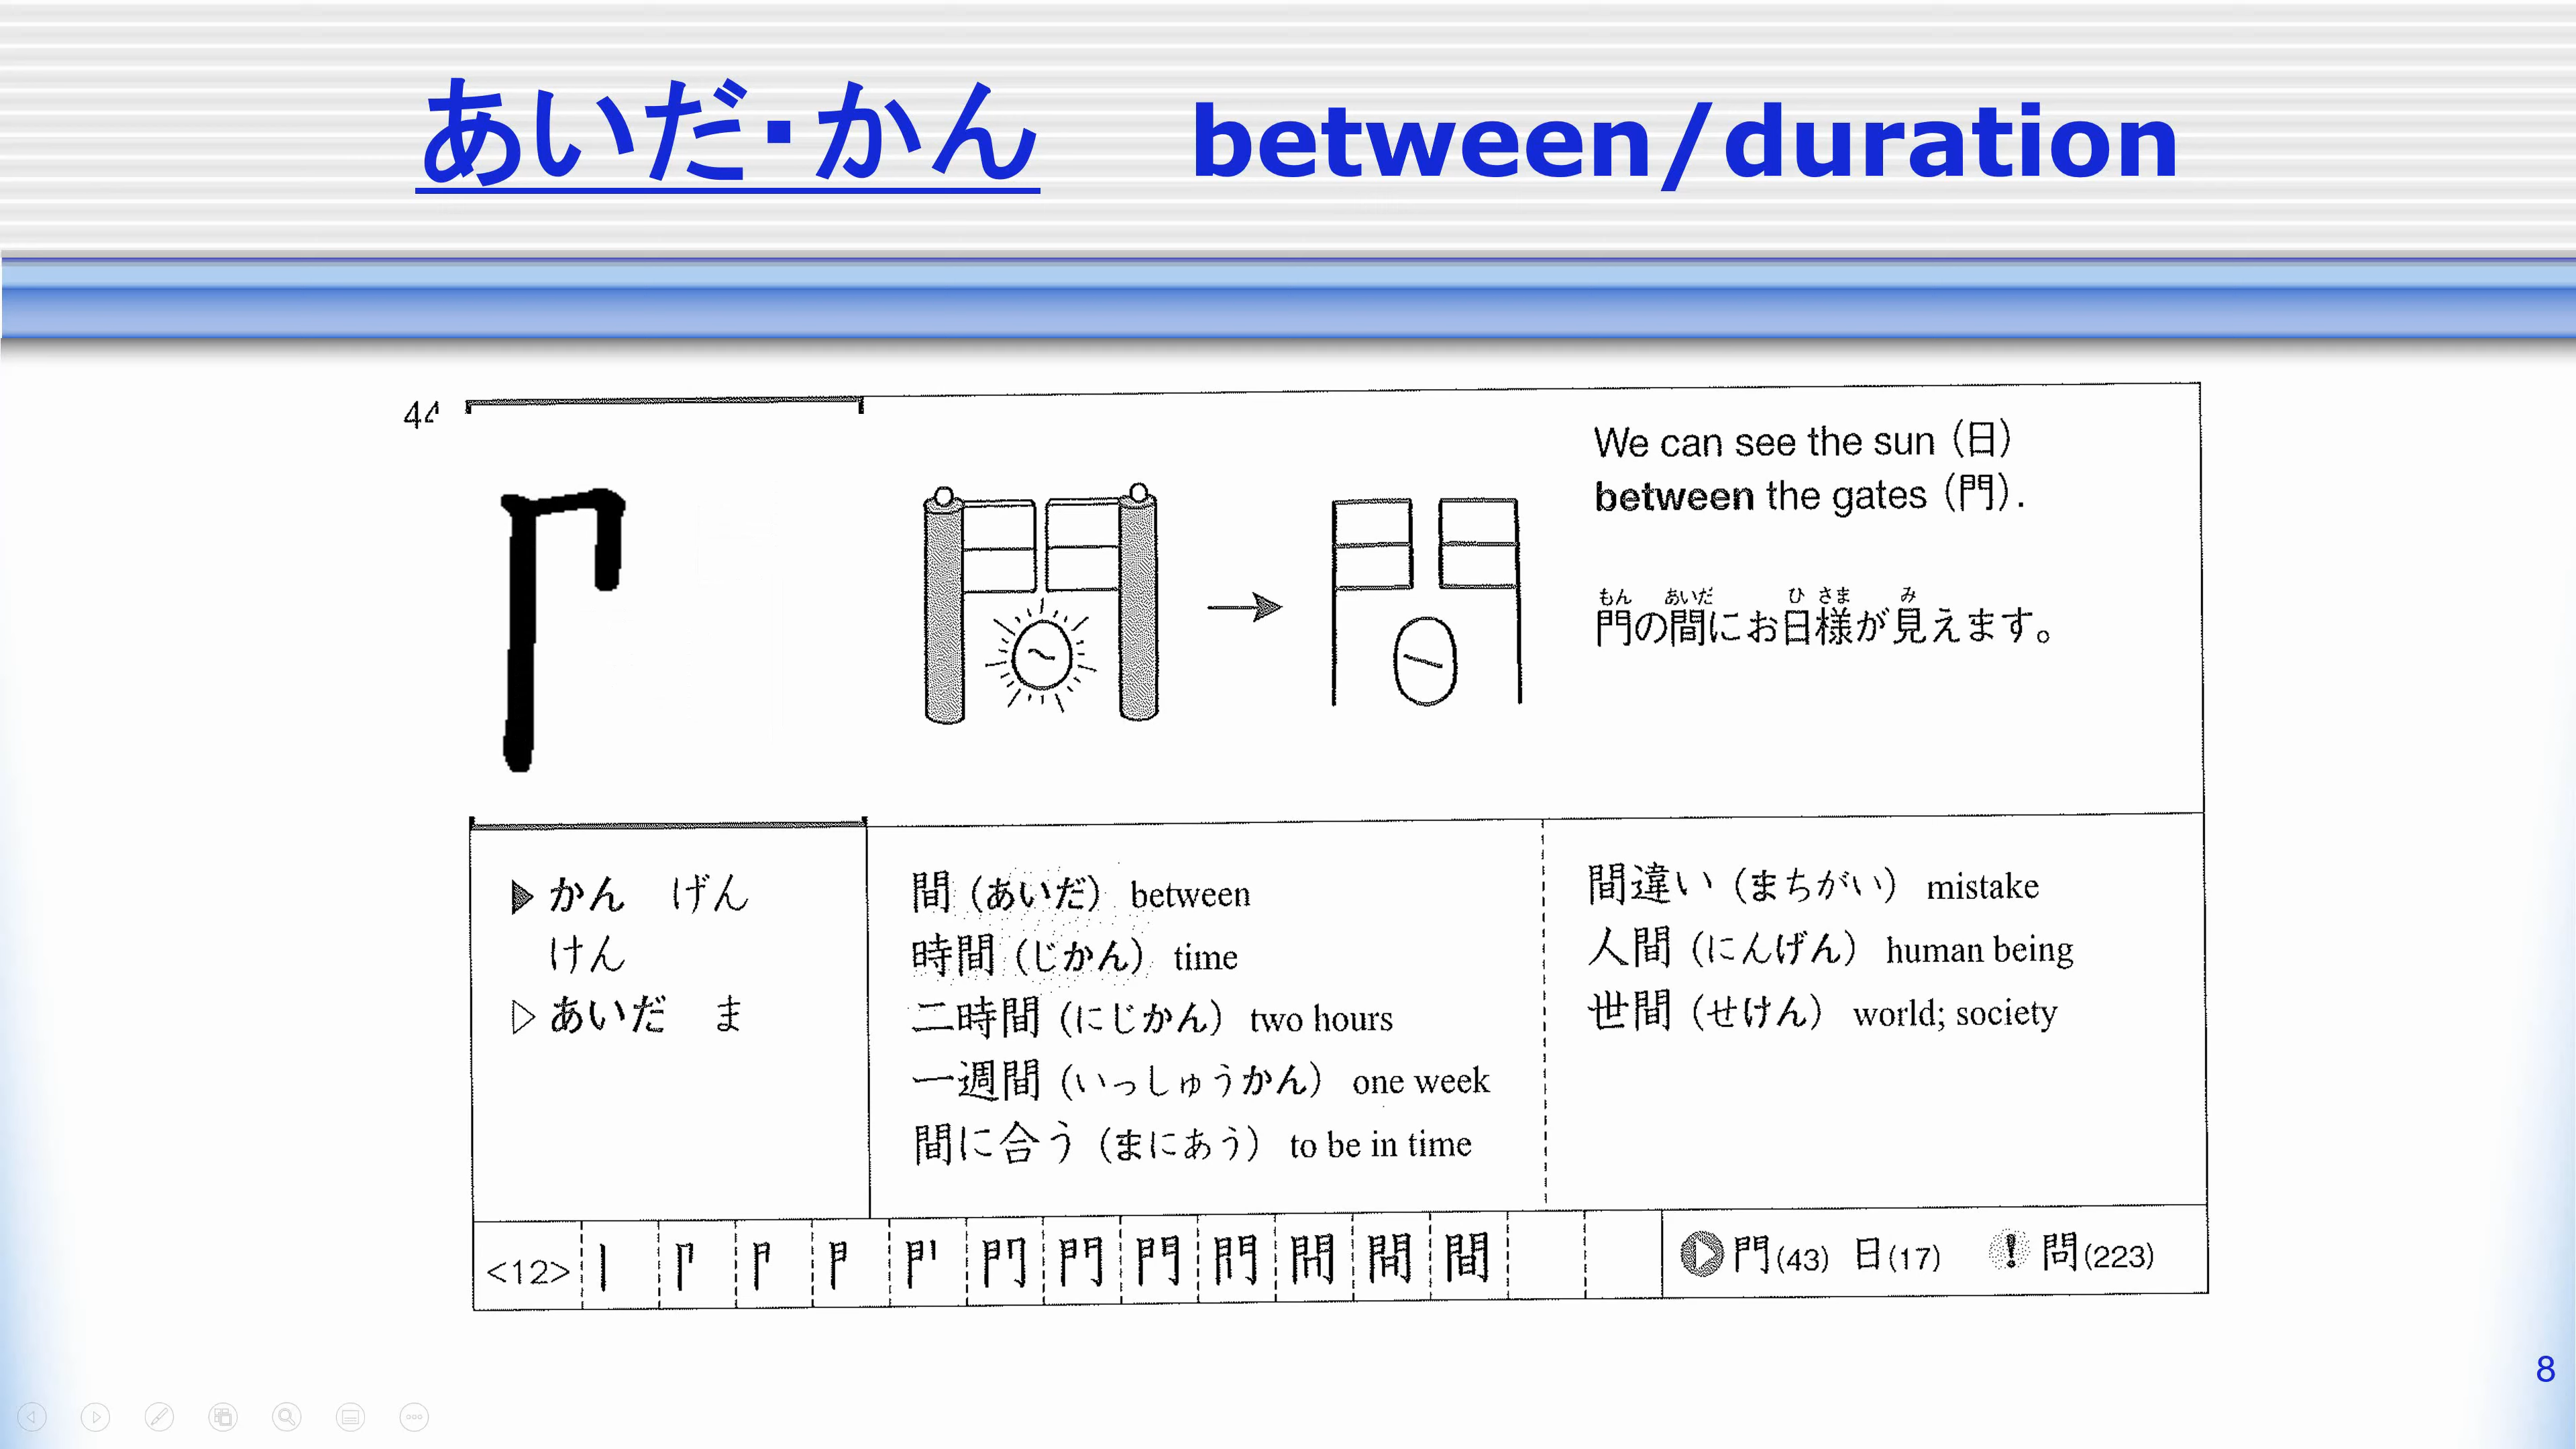 あいだ・かん between/duration
44
We can see the sun (日)
between the gates (門).
もん あいだ ひ さま み
門の間にお日様が見えます。
▶かん げん
けん
▷あいだ ま
間 (あいだ) between
時間 (じかん) time
二時間 (にじかん) two hours
一週間 (いっしゅうかん) one week
間に合う (まにあう) to be in time
間違い (まちがい) mistake
人間 (にんげん) human being
世間 (せけん) world; society
<12>
門(43) 日(17) 問(223)
8